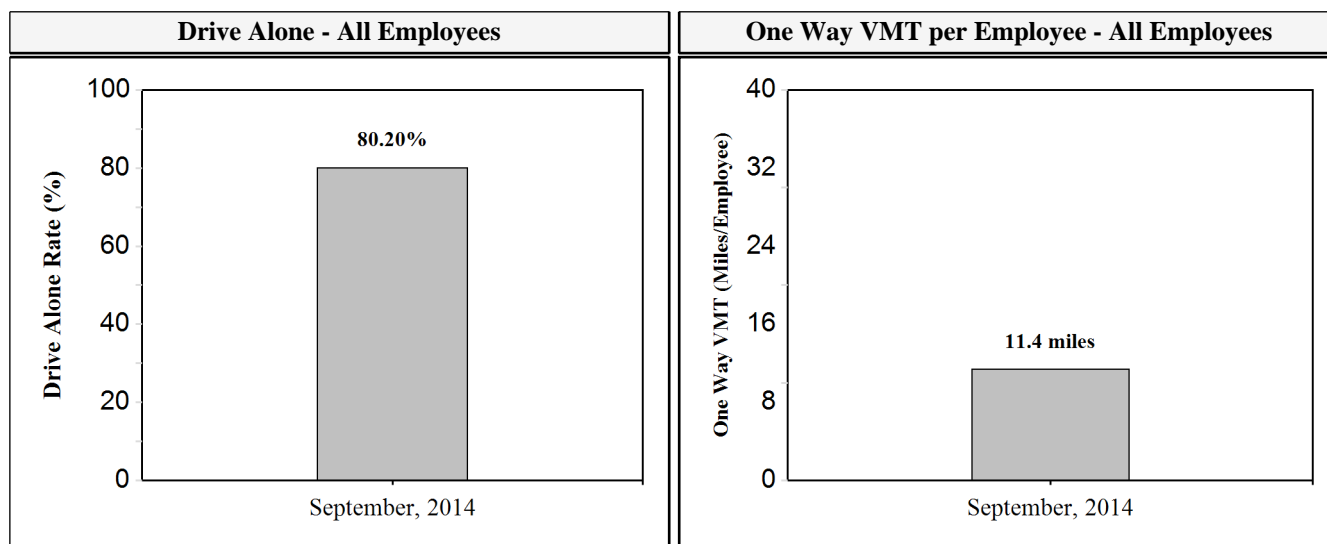 Drive Alone - All Employees
100
80
60
40
20
0
Drive Alone Rate (%)
80.20%
September, 2014
One Way VMT per Employee - All Employees
40
32
24
16
8
0
One Way VMT (Miles/Employee)
11.4 miles
September, 2014